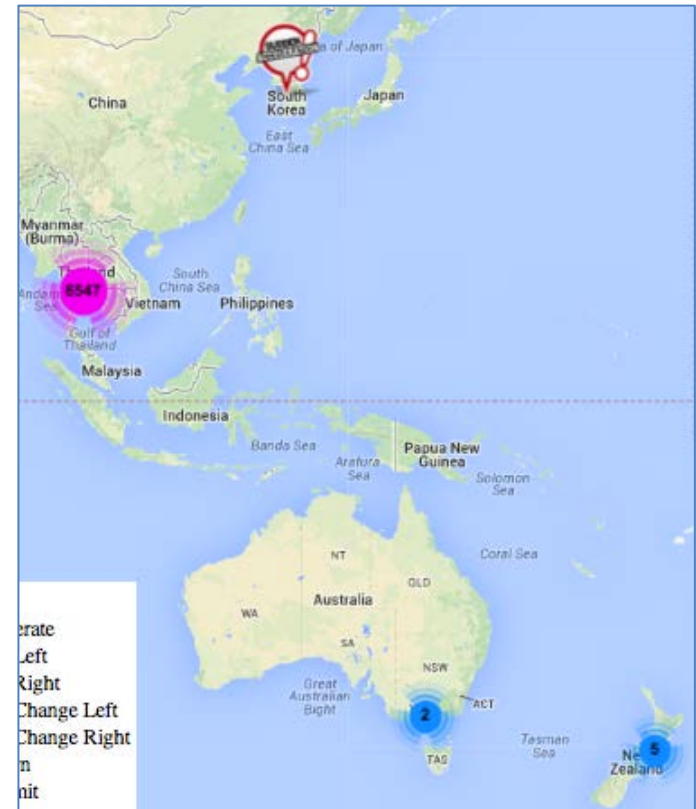 of Japan
China
South
Korea
Japan
East
China Sea
Myanmar
(Burma)
6547
South
China Sea
Vietnam
Philippines
Gulf of
Thailand
Malaysia
Indonesia
Banda Sea
Arafura
Sea
Papua New
Guinea
Solomon
Sea
Coral Sea
NT
QLD
Australia
WA
SA
NSW
Great
Australian
Bight
ACT
2
TAS
Tasman
Sea
5
Zealand
erate
Left
Right
Change Left
Change Right
n
nit